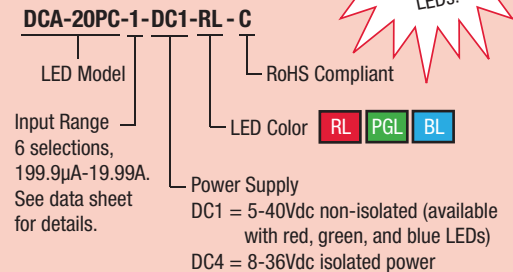 LEDs.
DCA-20PC-1-DC1-RL - C
LED Model
RoHS Compliant
Input Range
6 selections,
199.9µA-19.99A.
See data sheet
for details.
LED Color RL PGL BL
Power Supply
DC1 = 5-40Vdc non-isolated (available
with red, green, and blue LEDs)
DC4 = 8-36Vdc isolated power